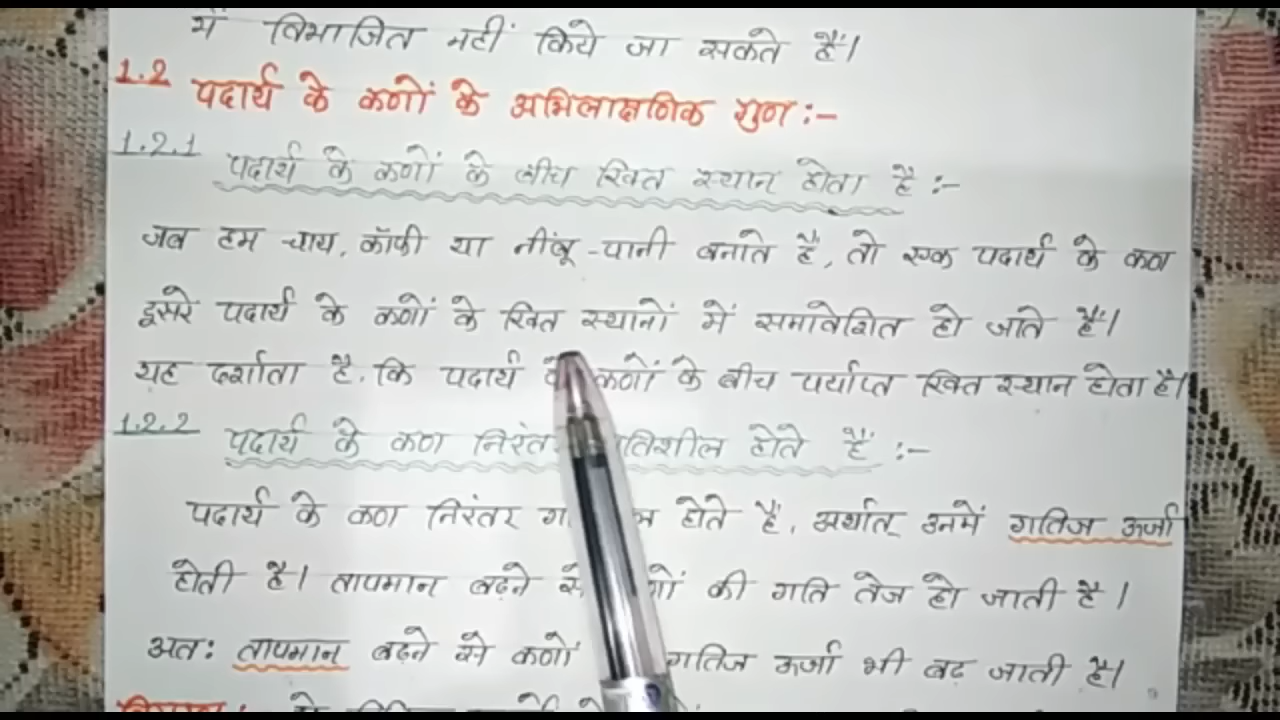 में विभाजित नहीं किये जा सकते हैं।
1.2 पदार्थ के कणों के अभिलाक्षणिक गुण :-
1.2.1 पदार्थ के कणों के बीच रिक्त स्थान होता है :-
जब हम चाय, कॉफी या नींबू-पानी बनाते हैं, तो एक पदार्थ के कण
दूसरे पदार्थ के कणों के रिक्त स्थानों में समावेशित हो जाते हैं।
यह दर्शाता है, कि पदार्थ के कणों के बीच पर्याप्त रिक्त स्थान होता है।
1.2.2 पदार्थ के कण निरंतर गतिशील होते हैं :-
पदार्थ के कण निरंतर होते हैं, अर्थात् उनमें गतिज ऊर्जा
होती है। तापमान बढ़ने से की गति तेज हो जाती है।
अतः तापमान बढ़ने से कणों गतिज ऊर्जा भी बढ़ जाती है।